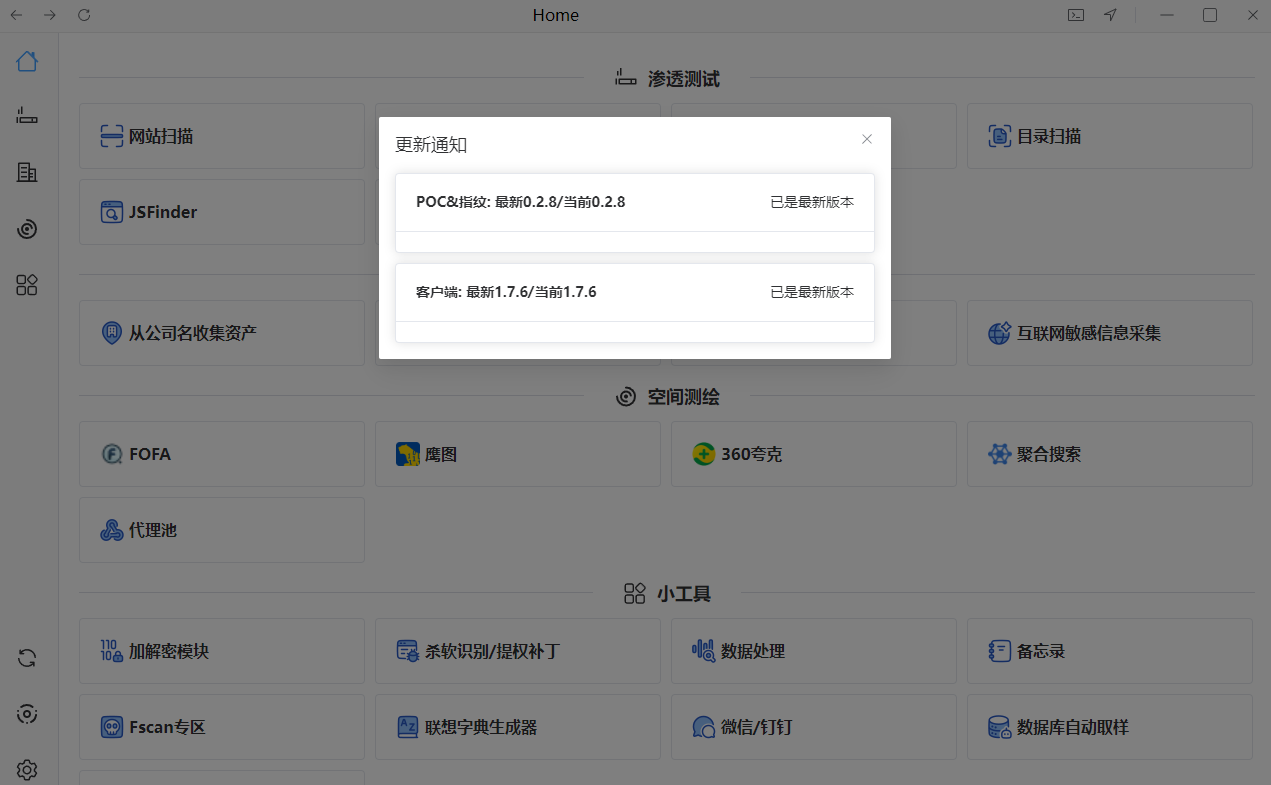 Home
渗透测试
网站扫描
目录扫描
更新通知
POC&指纹: 最新0.2.8/当前0.2.8
已是最新版本
客户端: 最新1.7.6/当前1.7.6
已是最新版本
JSFinder
从公司名收集资产
互联网敏感信息采集
空间测绘
FOFA
鹰图
360夸克
聚合搜索
代理池
小工具
110
10
加解密模块
杀软识别/提权补丁
数据处理
备忘录
Fscan专区
AZ
联想字典生成器
微信/钉钉
数据库自动取样